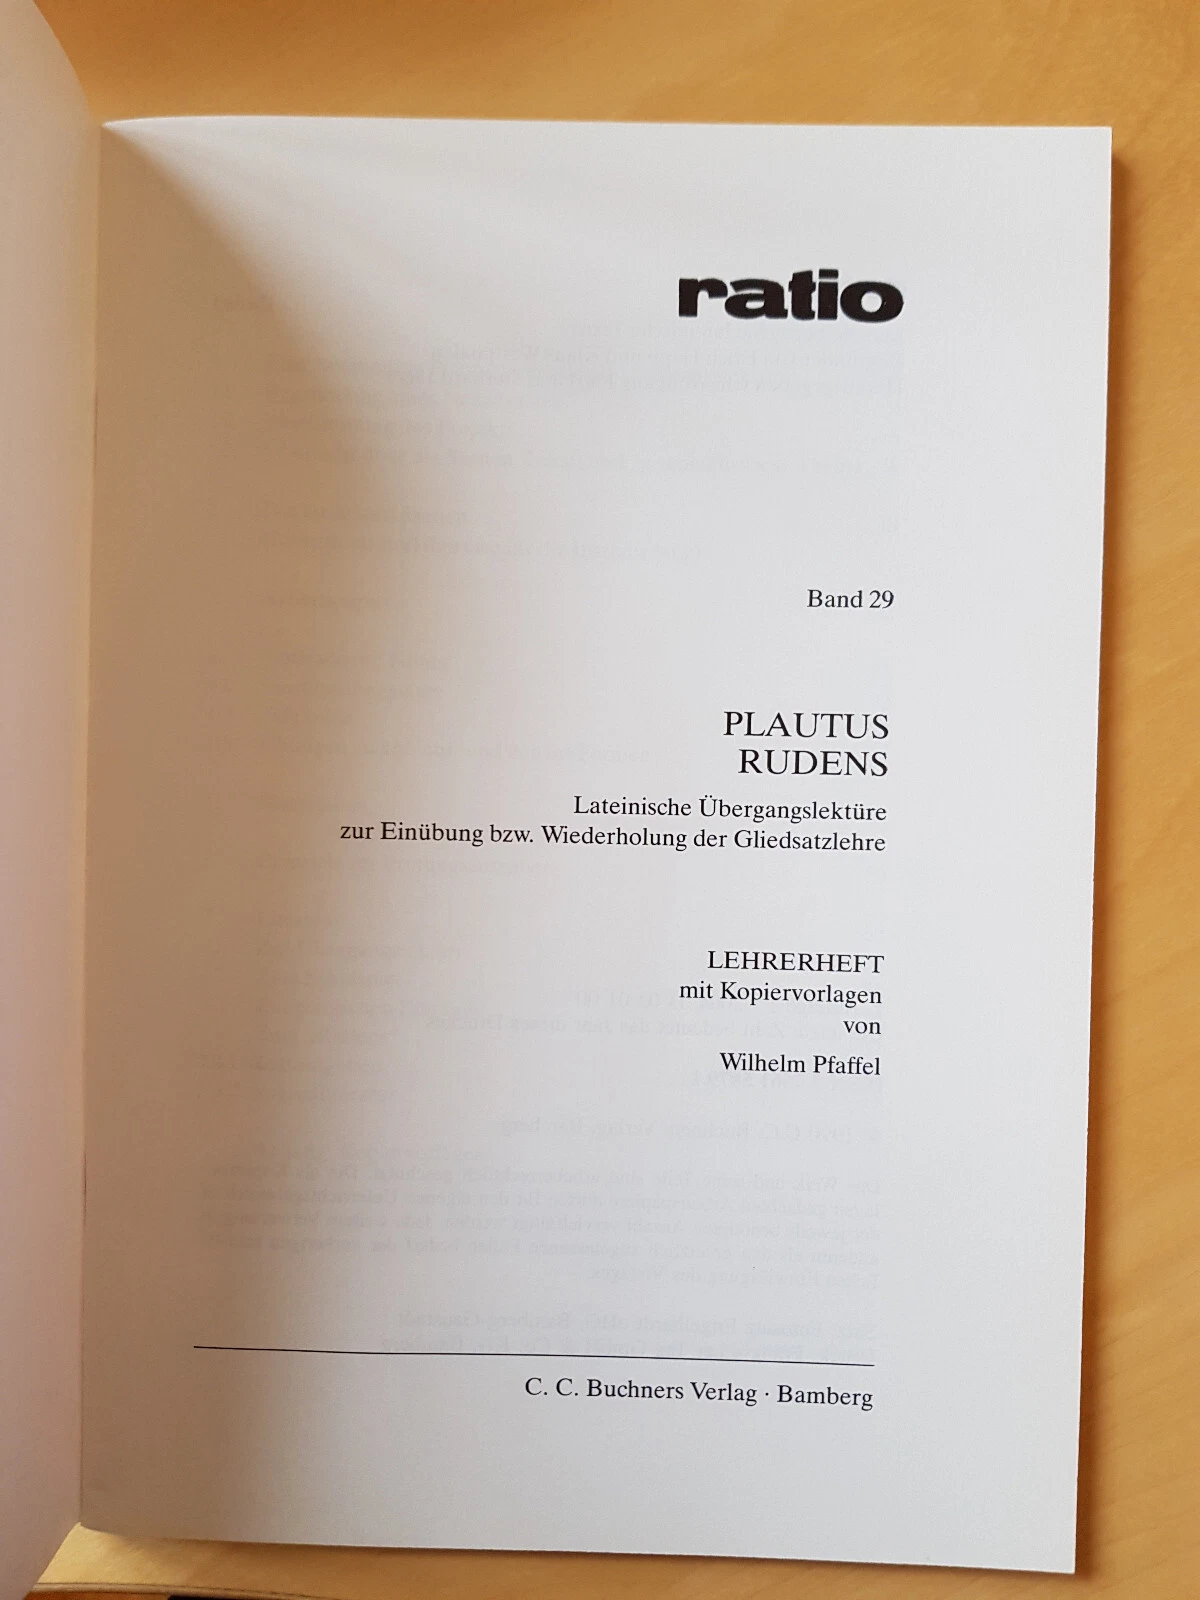 ratio
Band 29
PLAUTUS
RUDENS
Lateinische Übergangslektüre
zur Einübung bzw. Wiederholung der Gliedsatzlehre
LEHRERHEFT
mit Kopiervorlagen
von
Wilhelm Pfaffel
C. C. Buchners Verlag · Bamberg